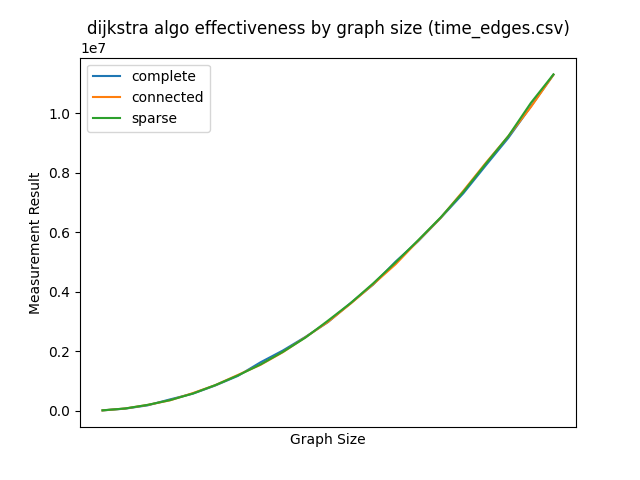 dijkstra algo effectiveness by graph size (time_edges.csv)
1e7
complete
connected
sparse
1.0
0.8
0.6
0.4
0.2
0.0
Measurement Result
Graph Size